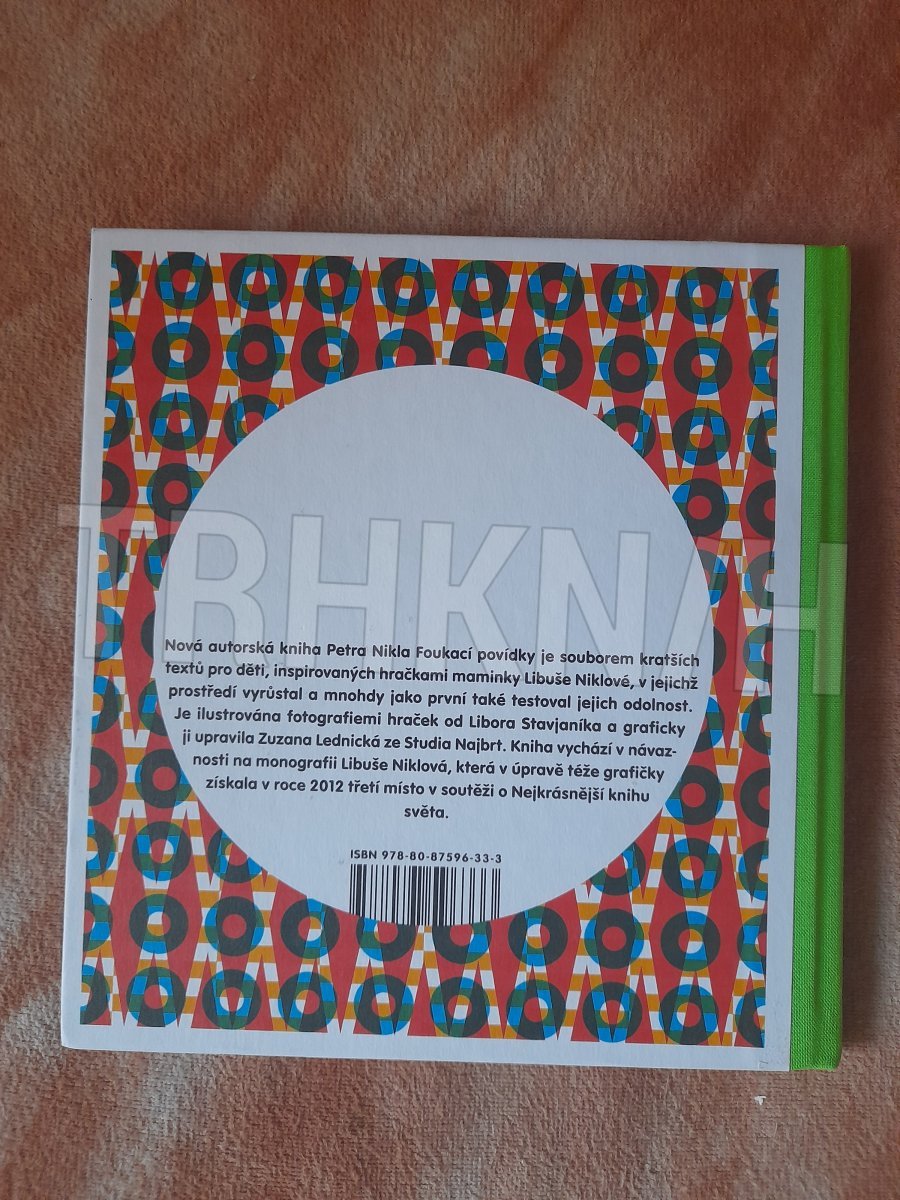 TRHKNIH
Nová autorská kniha Petra Nikla Foukací povídky je souborem kratších
textů pro děti, inspirovaných hračkami maminky Libuše Niklové, v jejichž
prostředí vyrůstal a mnohdy jako první také testoval jejich odolnost.
Je ilustrována fotografiemi hraček od Libora Stavjaníka a graficky
ji upravila Zuzana Lednická ze Studia Najbrt. Kniha vychází v návaz-
nosti na monografii Libuše Niklová, která v úpravě téže grafičky
získala v roce 2012 třetí místo v soutěži o Nejkrásnější knihu
světa.
ISBN 978-80-87596-33-3